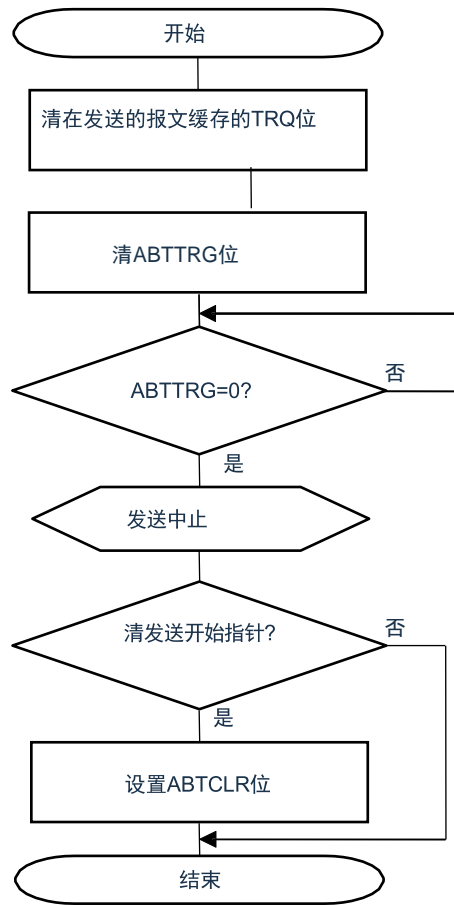 开始
清在发送的报文缓存的TRQ位
清ABTTRG位
ABTTRG=0?
否
是
发送中止
清发送开始指针?
否
是
设置ABTCLR位
结束